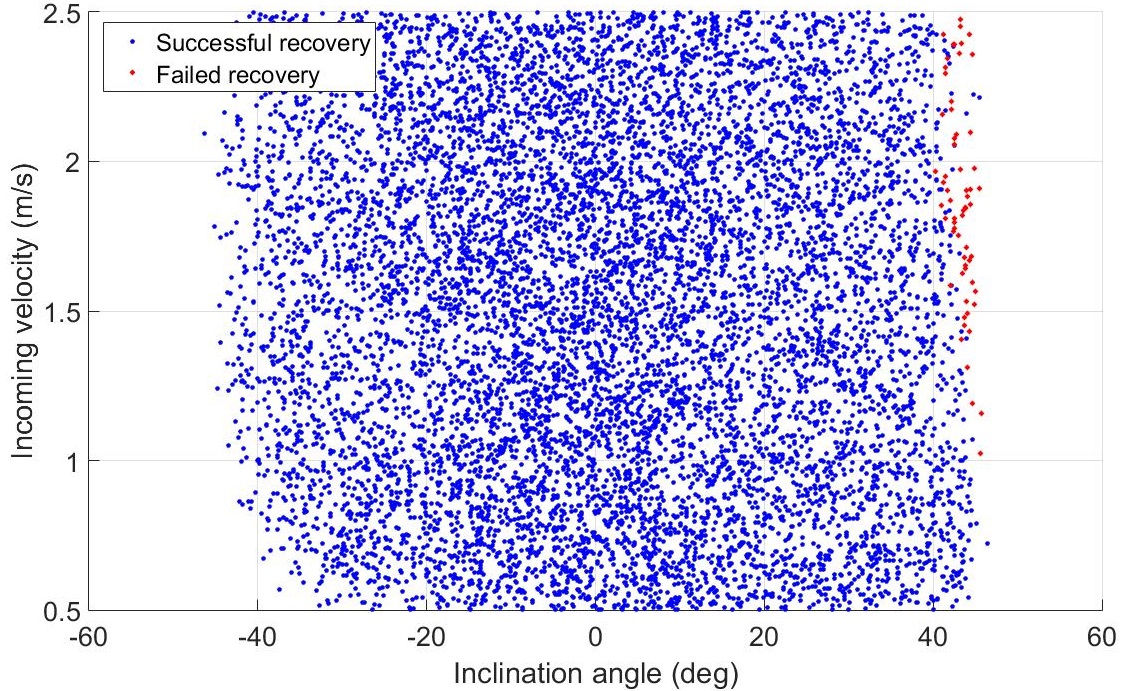 Successful recovery
Failed recovery
Incoming velocity (m/s)
2.5
2
1.5
1
0.5
-60 -40 -20 0 20 40 60
Inclination angle (deg)